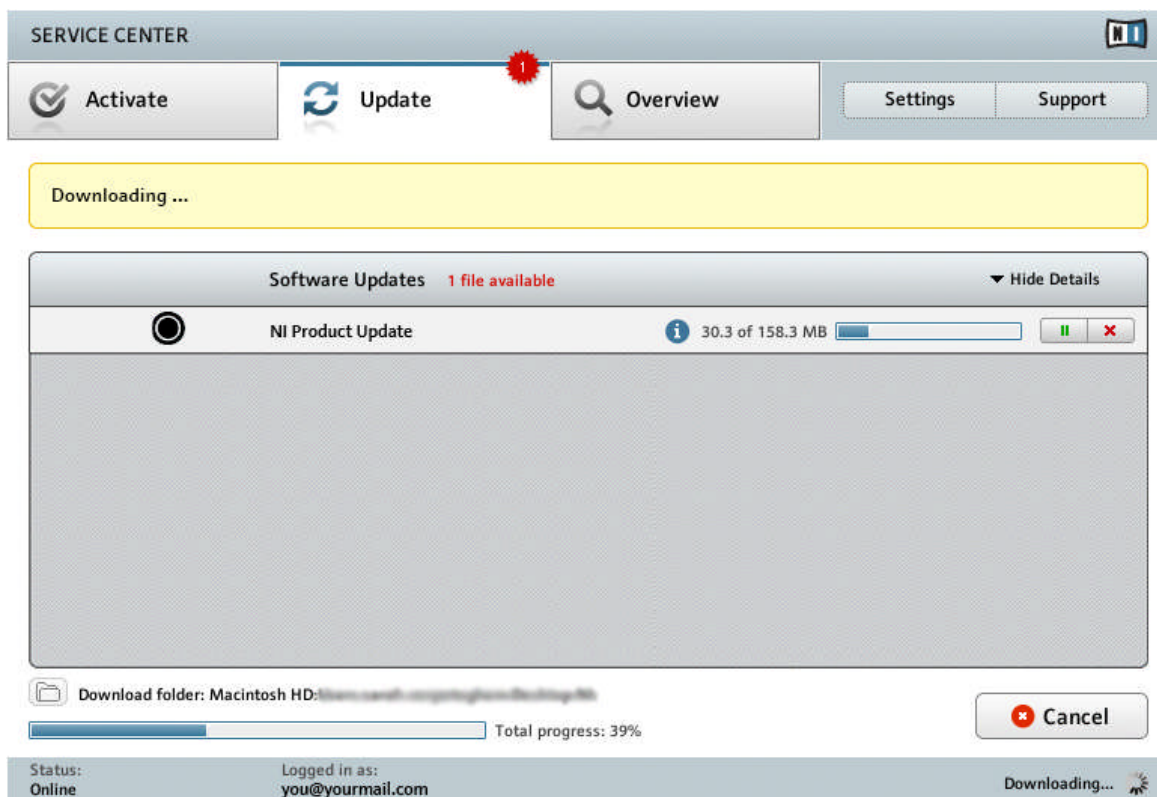 SERVICE CENTER
NI
Activate
Update
1
Overview
Settings
Support
Downloading ...
Software Updates 1 file available
Hide Details
NI Product Update
30.3 of 158.3 MB
Download folder: Macintosh HD:
Total progress: 39%
Cancel
Status:
Online
Logged in as:
you@yourmail.com
Downloading...